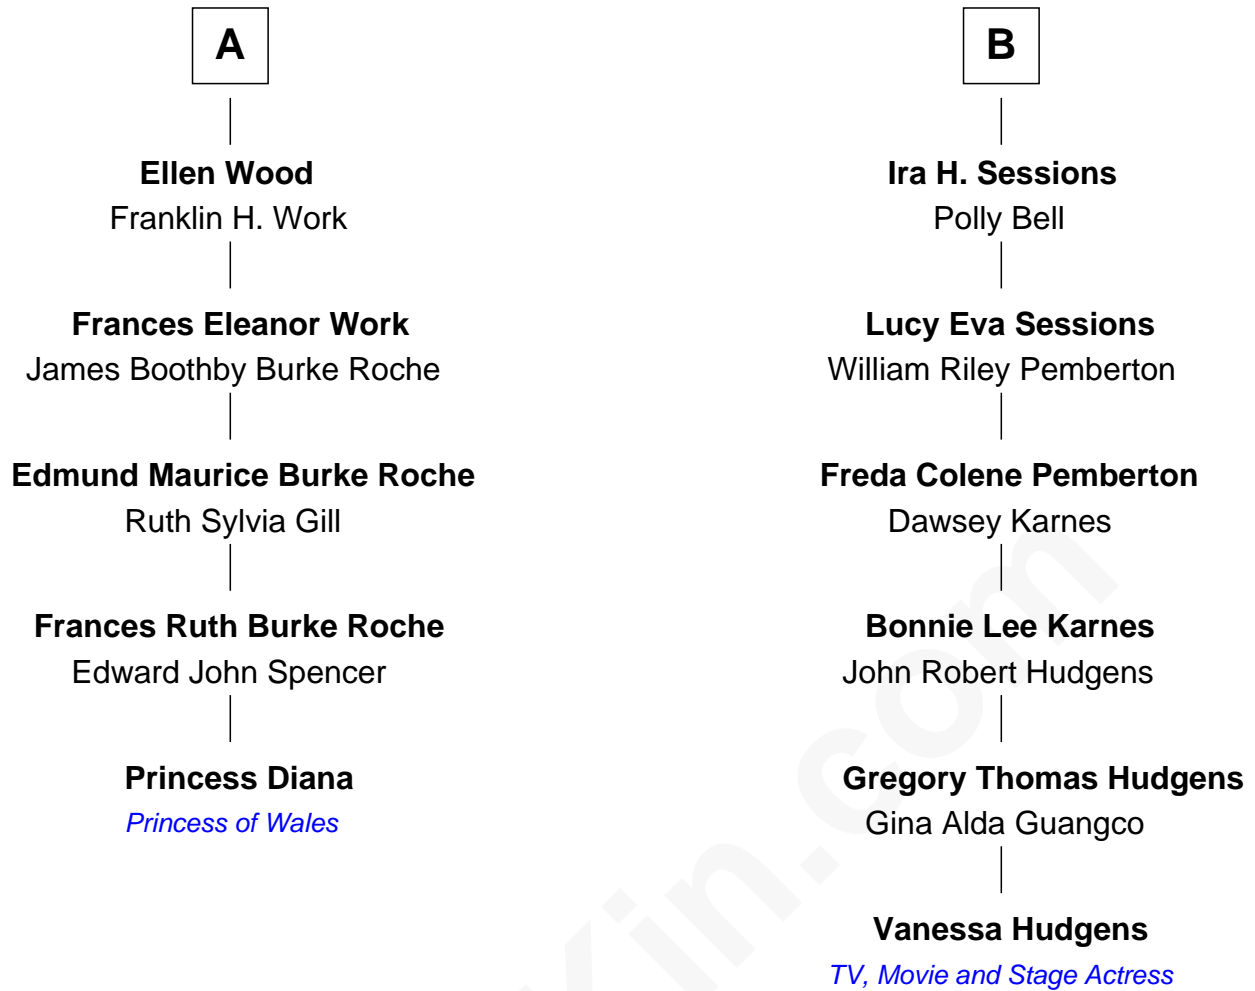 A
Ellen Wood
Franklin H. Work
Frances Eleanor Work
James Boothby Burke Roche
Edmund Maurice Burke Roche
Ruth Sylvia Gill
Frances Ruth Burke Roche
Edward John Spencer
Princess Diana
Princess of Wales
B
Ira H. Sessions
Polly Bell
Lucy Eva Sessions
William Riley Pemberton
Freda Colene Pemberton
Dawsey Karnes
Bonnie Lee Karnes
John Robert Hudgens
Gregory Thomas Hudgens
Gina Alda Guangco
Vanessa Hudgens
TV, Movie and Stage Actress
Kin.com